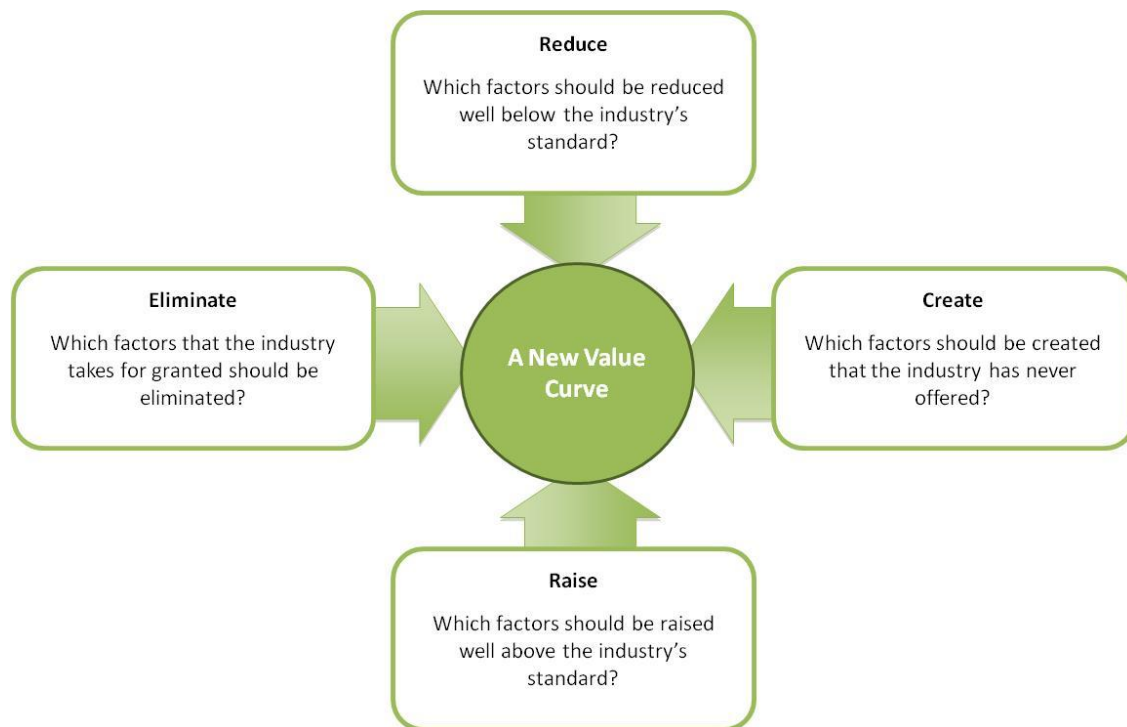 Reduce
Which factors should be reduced
well below the industry’s
standard?
Eliminate
Which factors that the industry
takes for granted should be
eliminated?
A New Value
Curve
Create
Which factors should be created
that the industry has never
offered?
Raise
Which factors should be raised
well above the industry’s
standard?